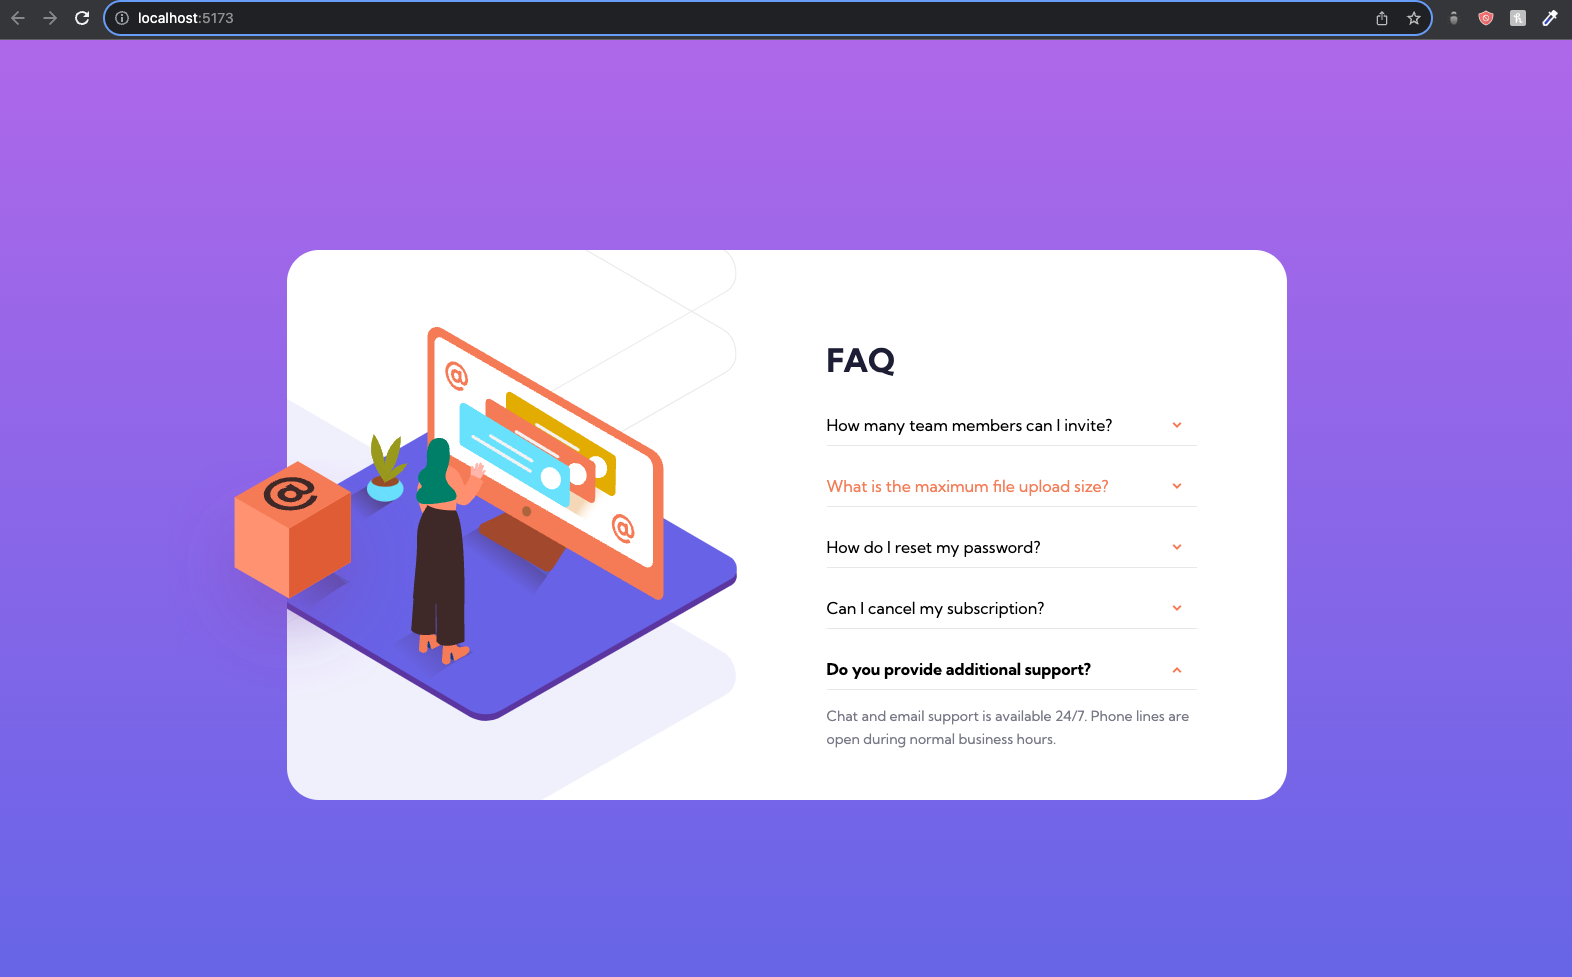 localhost:5173
FAQ
How many team members can I invite?
What is the maximum file upload size?
How do I reset my password?
Can I cancel my subscription?
Do you provide additional support?
Chat and email support is available 24/7. Phone lines are
open during normal business hours.
@
@
@